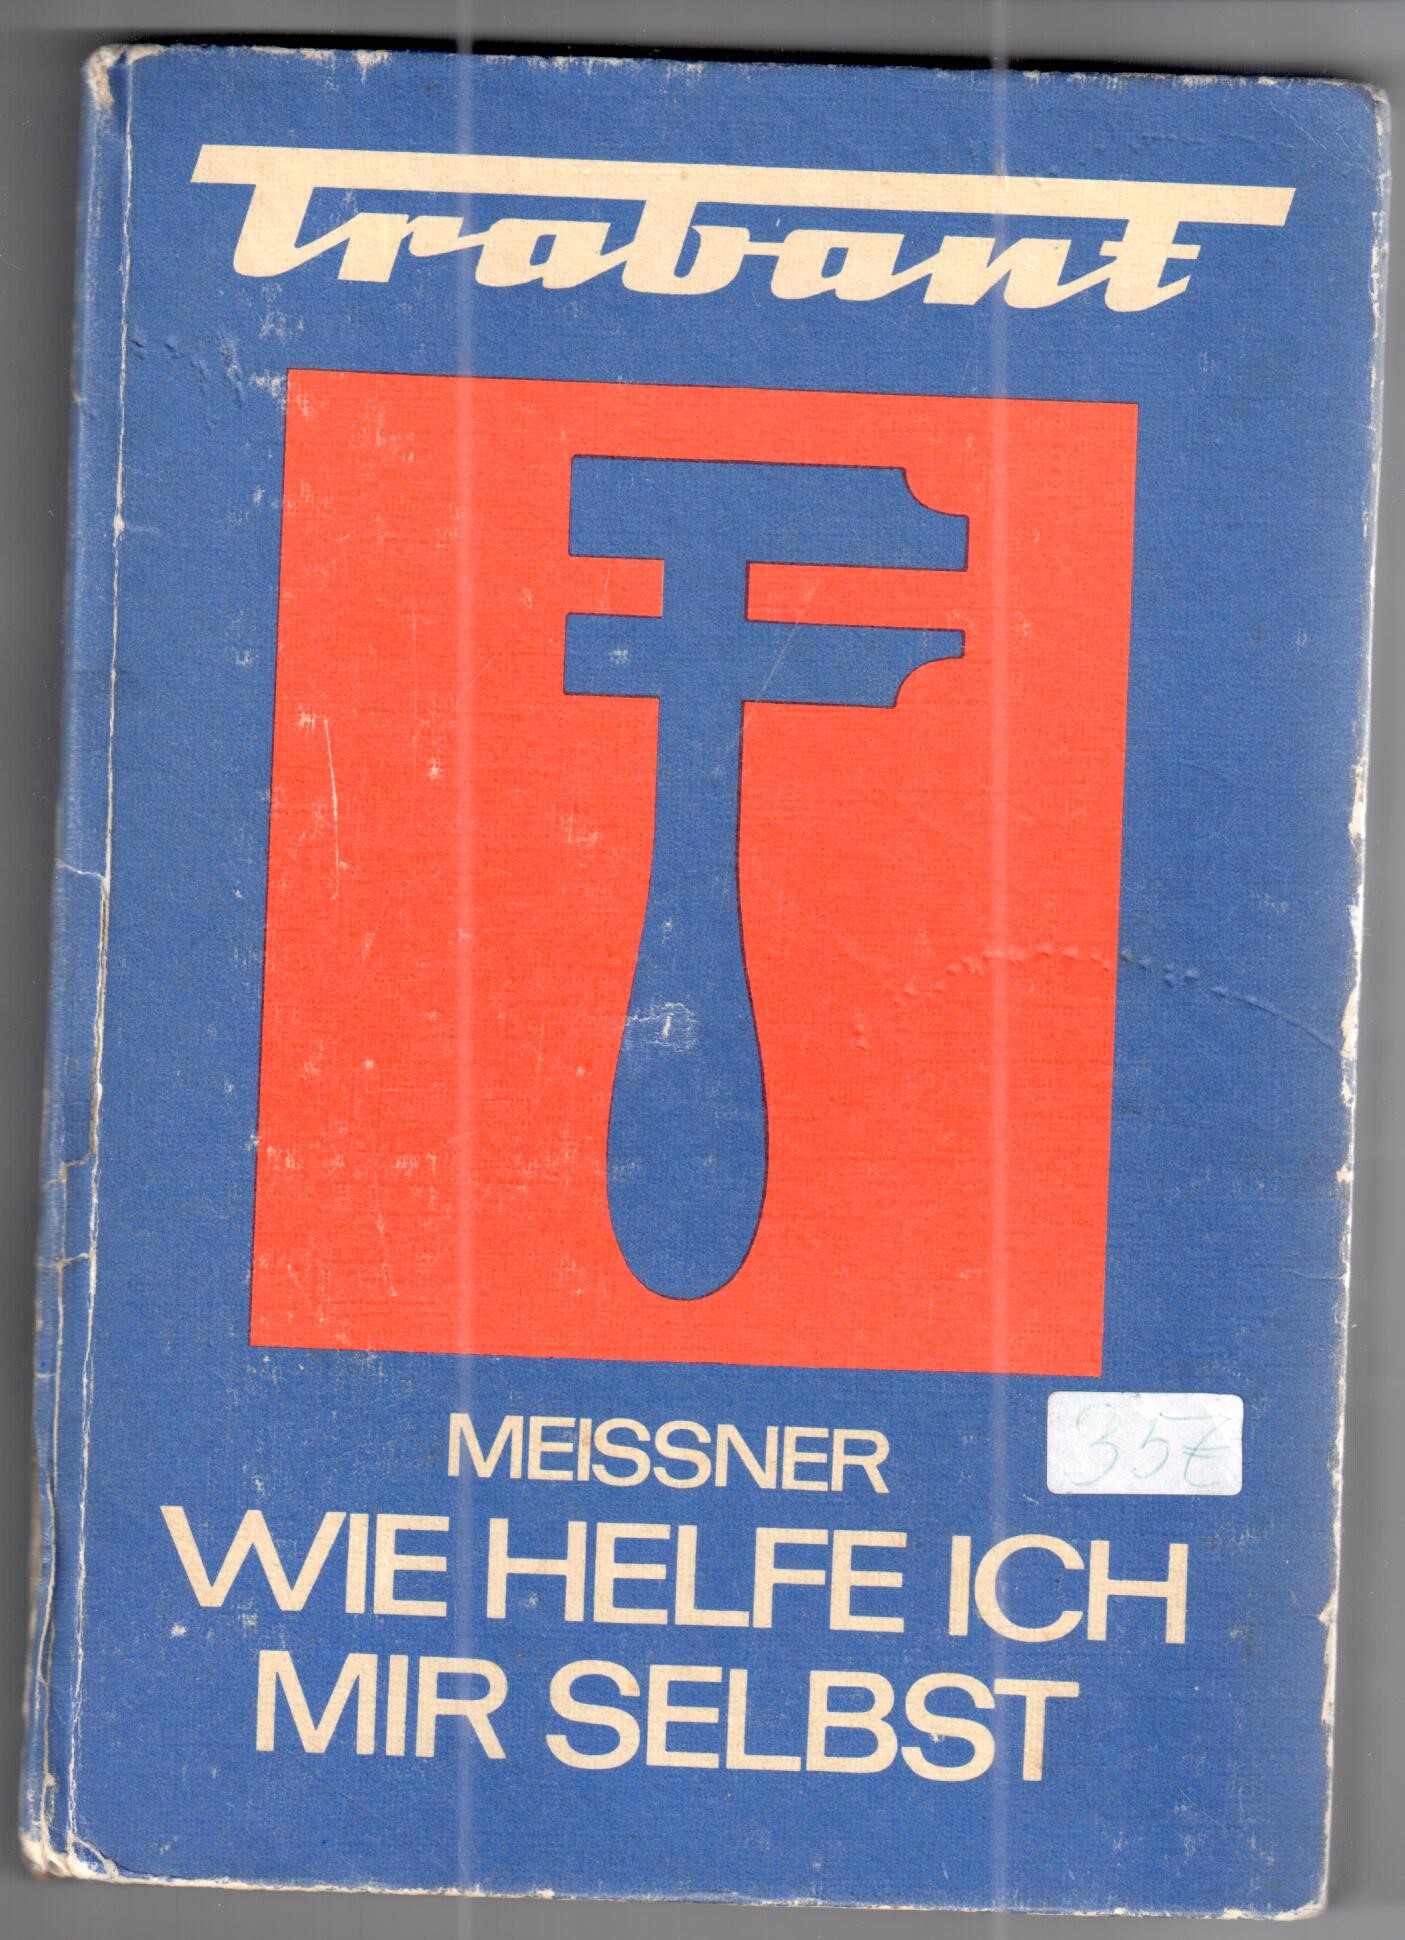 trabant
MEISSNER
35€
WIE HELFE ICH
MIR SELBST